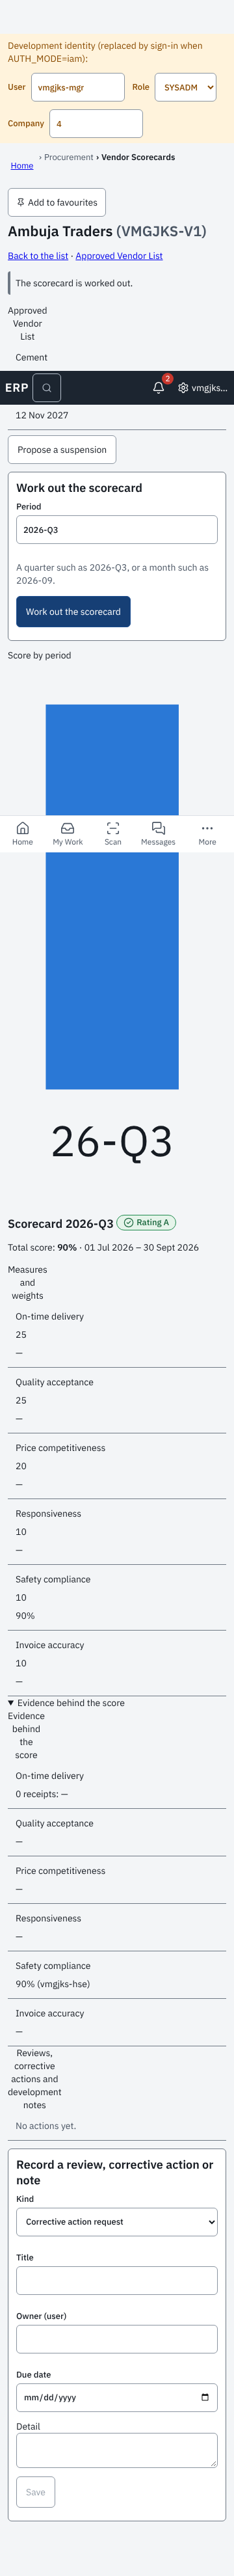 Development identity (replaced by sign-in when
AUTH_MODE=iam):
User vmgjks-mgr Role SYSADM
Company 4
Home › Procurement › Vendor Scorecards
Add to favourites
Ambuja Traders (VMGJKS-V1)
Back to the list · Approved Vendor List
The scorecard is worked out.
Approved
Vendor
List
Cement
ERP 2 vmgjks...
12 Nov 2027
Propose a suspension
Work out the scorecard
Period
2026-Q3
A quarter such as 2026-Q3, or a month such as
2026-09.
Work out the scorecard
Score by period
Home My Work Scan Messages More
26-Q3
Scorecard 2026-Q3 Rating A
Total score: 90% · 01 Jul 2026 – 30 Sept 2026
Measures
and
weights
On-time delivery
25
—
Quality acceptance
25
—
Price competitiveness
20
—
Responsiveness
10
—
Safety compliance
10
90%
Invoice accuracy
10
—
▼ Evidence behind the score
Evidence
behind
the
score
On-time delivery
0 receipts: —
Quality acceptance
—
Price competitiveness
—
Responsiveness
—
Safety compliance
90% (vmgjks-hse)
Invoice accuracy
—
Reviews,
corrective
actions and
development
notes
No actions yet.
Record a review, corrective action or
note
Kind
Corrective action request
Title
Owner (user)
Due date
mm/dd/yyyy
Detail
Save